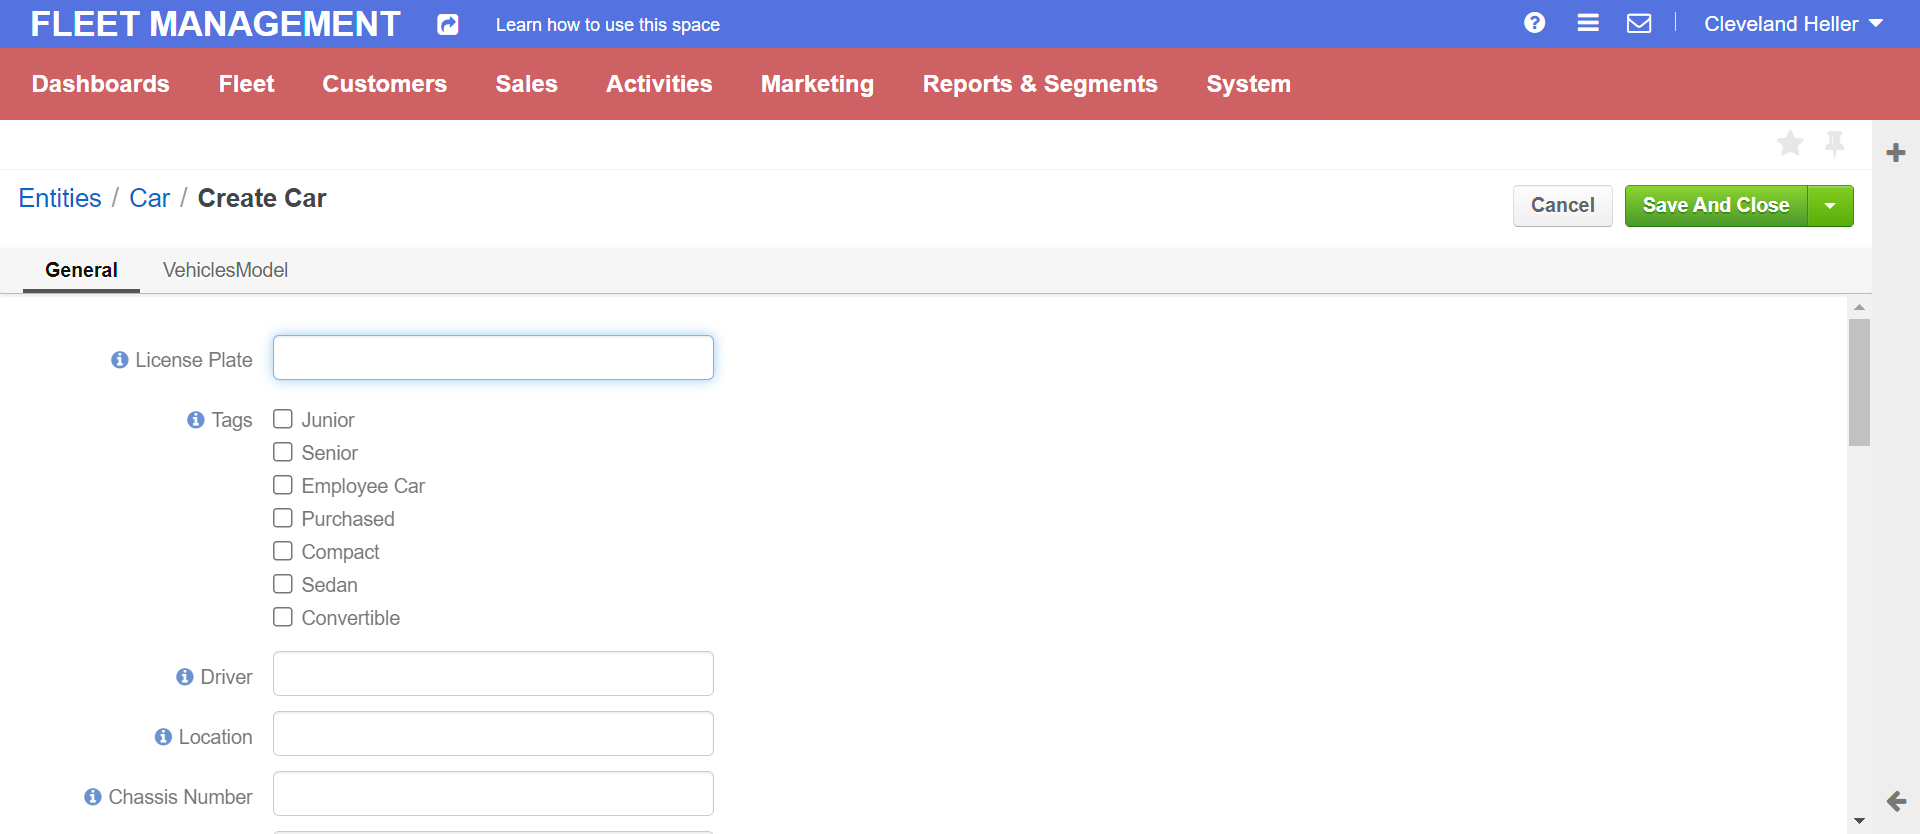 FLEET MANAGEMENT Learn how to use this space Cleveland Heller
Dashboards Fleet Customers Sales Activities Marketing Reports & Segments System
Entities / Car / Create Car
Cancel Save And Close
General VehiclesModel
License Plate
Tags
Junior
Senior
Employee Car
Purchased
Compact
Sedan
Convertible
Driver
Location
Chassis Number